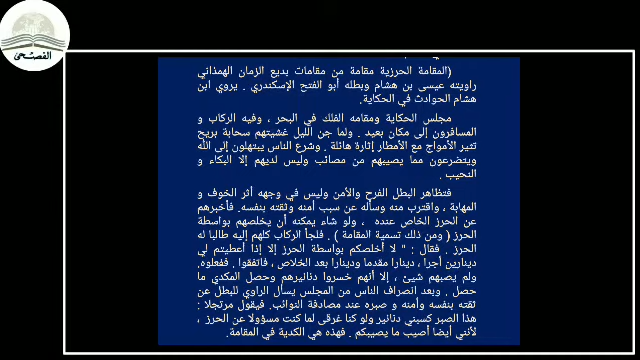 الفصحى
(المقامة الحرزية مقامة من مقامات بديع الزمان الهمذاني
راويته عيسى بن هشام وبطله أبو الفتح الإسكندري . يروي ابن
هشام الحوادث في الحكاية.
مجلس الحكاية ومقامه الفلك في البحر ، وفيه الركاب و
المسافرون إلى مكان بعيد . ولما جن الليل غشيتهم سحابة بريح
تثير الأمواج مع الأمطار إثارة هائلة . وشرع الناس يبتهلون إلى الله
ويتضرعون مما يصيبهم من مصائب وليس لديهم إلا البكاء و
النحيب .
فتظاهر البطل الفرح والأمن وليس في وجهه أثر الخوف و
المهابة ، واقترب منه وسأله عن سبب أمنه وثقته بنفسه. فأخبرهم
عن الحرز الخاص عنده ، ولو شاء يمكنه أن يخلصهم بواسطة
الحرز ( ومن ذلك تسمية المقامة ) . فلجأ الركاب كلهم إليه طالبا له
الحرز . فقال : " لا أخلصكم بواسطة الحرز إلا إذا أعطيتم لي
دينارين أجرا ، دينارا مقدما ودينارا بعد الخلاص ، فاتفقوا . ففعلوه.
ولم يصبهم شيئ ، إلا أنهم خسروا دنانيرهم وحصل المكدي ما
حصل . وبعد انصراف الناس من المجلس يسأل الراوي للبطل عن
ثقته بنفسه وأمنه و صبره عند مصادقة النوائب. فيقول مرتجلا :
هذا الصبر كسبني دنانير ولو كنا غرقى لما كنت مسؤولا عن الحرز ،
لأنني أيضا أصيب ما يصيبكم . فهذه هي الكدية في المقامة.